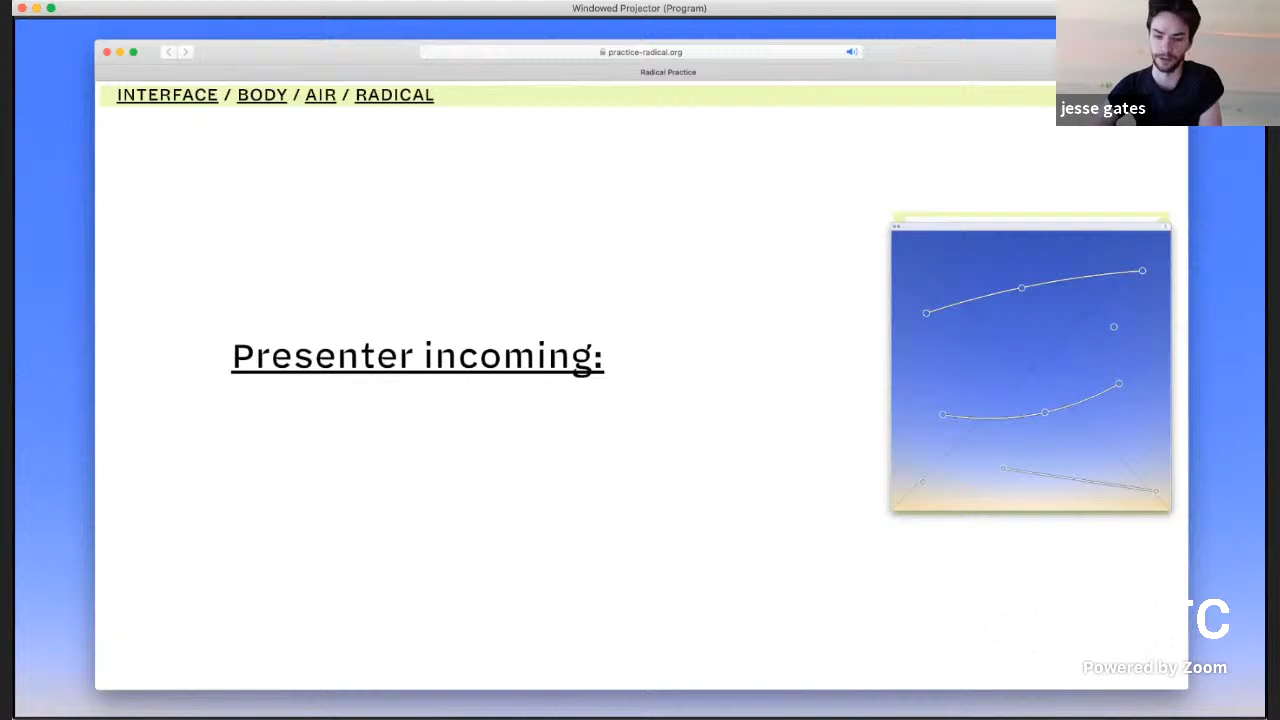 Windowed Projector (Program)
practice-radical.org
Radical Practice
INTERFACE / BODY / AIR / RADICAL
jesse gates
Presenter incoming:
TC
Powered by Zoom